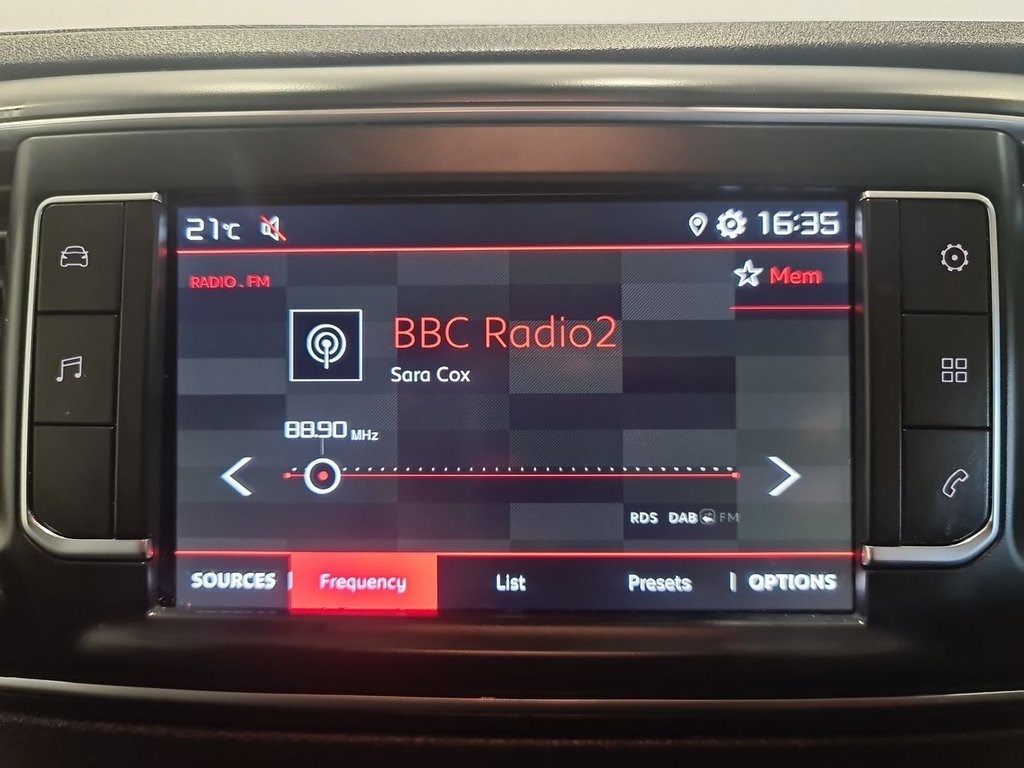 21°C 16:35
RADIO . FM
Mem
BBC Radio2
Sara Cox
88.90 MHz
RDS DAB FM
SOURCES Frequency List Presets OPTIONS